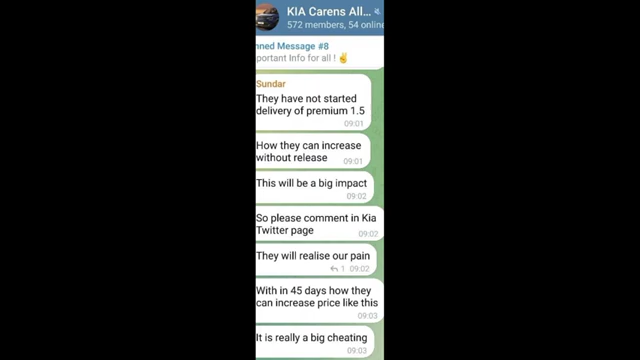 KIA Carens All...
572 members, 54 online
nned Message #8
portant Info for all ! ✌
Sundar
They have not started
delivery of premium 1.5
09:01
How they can increase
without release
09:01
This will be a big impact
09:02
So please comment in Kia
Twitter page
09:02
They will realise our pain
1 09:02
With in 45 days how they
can increase price like this
09:03
It is really a big cheating
09:03